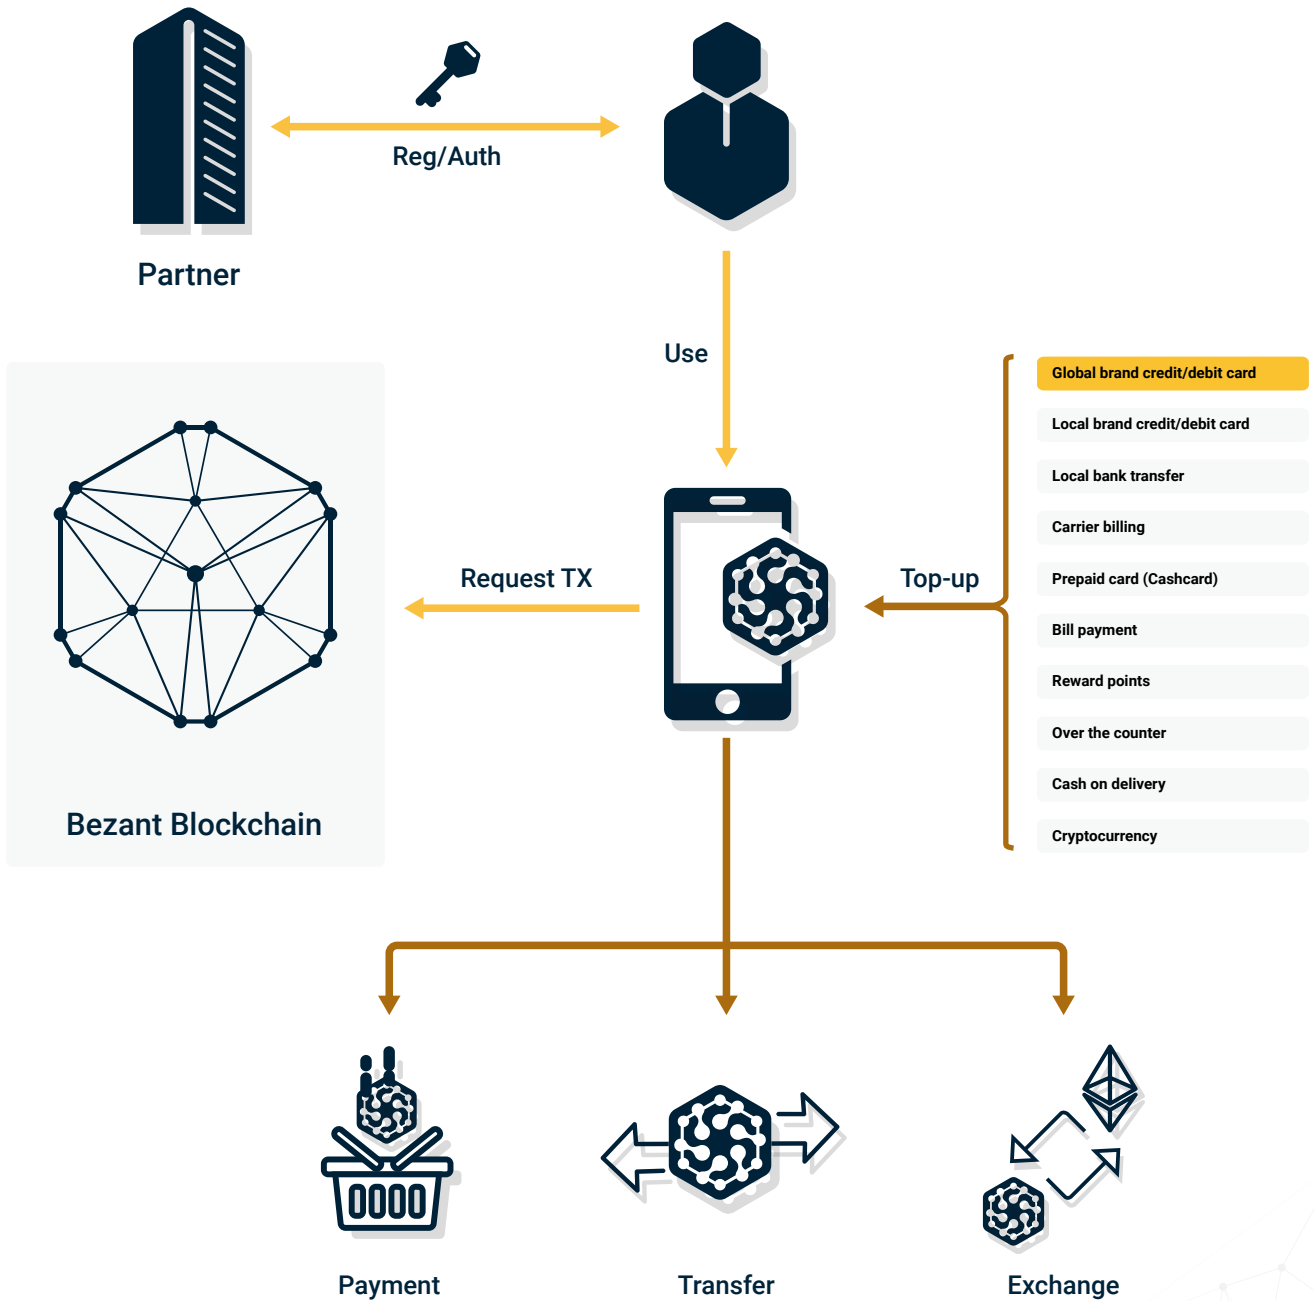 Reg/Auth
Partner
Use
Global brand credit/debit card
Local brand credit/debit card
Local bank transfer
Carrier billing
Prepaid card (Cashcard)
Bill payment
Reward points
Over the counter
Cash on delivery
Cryptocurrency
Request TX
Top-up
Bezant Blockchain
Payment
Transfer
Exchange